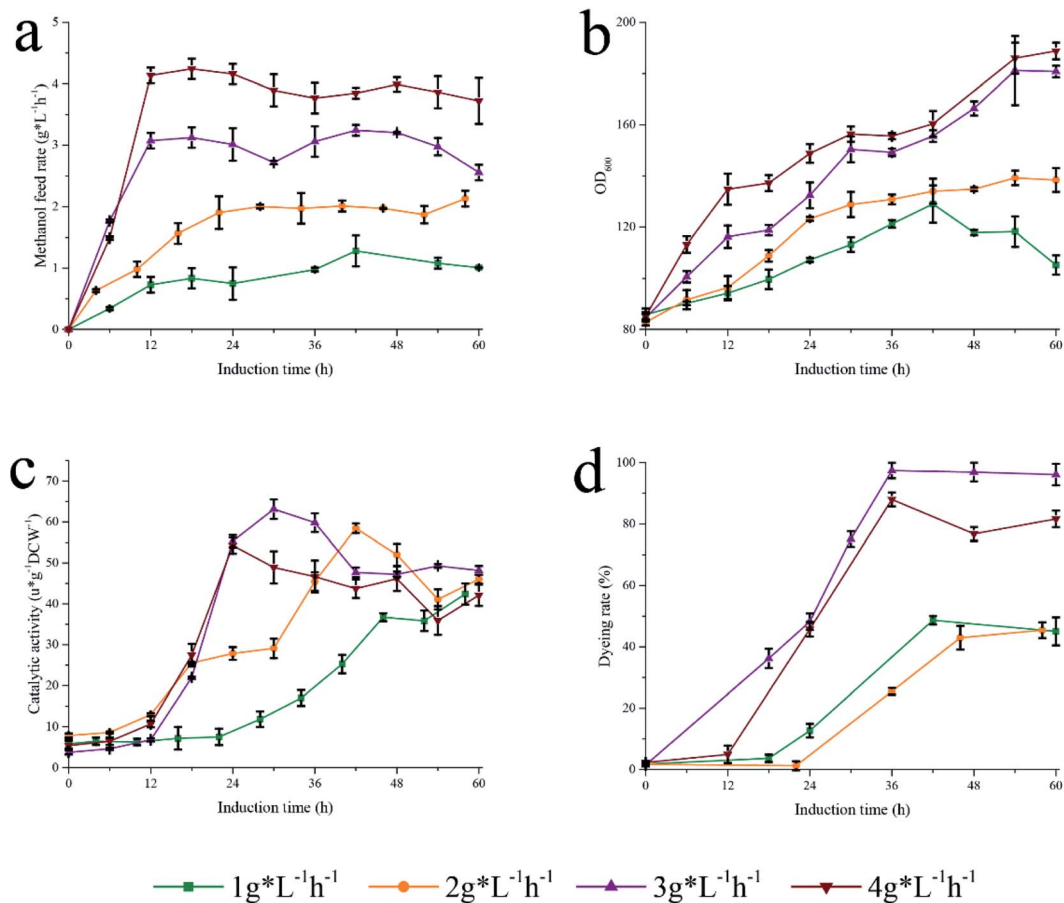 a
Methanol feed rate (g*L⁻¹h⁻¹)
5
4
3
2
1
0
0 12 24 36 48 60
Induction time (h)
b
OD₆₀₀
200
160
120
80
0 12 24 36 48 60
Induction time (h)
c
Catalytic activity (u*g⁻¹DCW⁻¹)
70
60
50
40
30
20
10
0
0 12 24 36 48 60
Induction time (h)
d
Dyeing rate (%)
100
80
60
40
20
0
0 12 24 36 48 60
Induction time (h)
1g*L⁻¹h⁻¹ 2g*L⁻¹h⁻¹ 3g*L⁻¹h⁻¹ 4g*L⁻¹h⁻¹